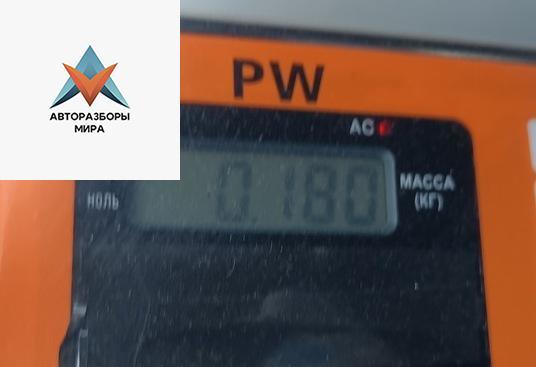 АВТОРАЗБОРЫ
МИРА
PW
AC
НОЛЬ
0.180
МАССА
(КГ)